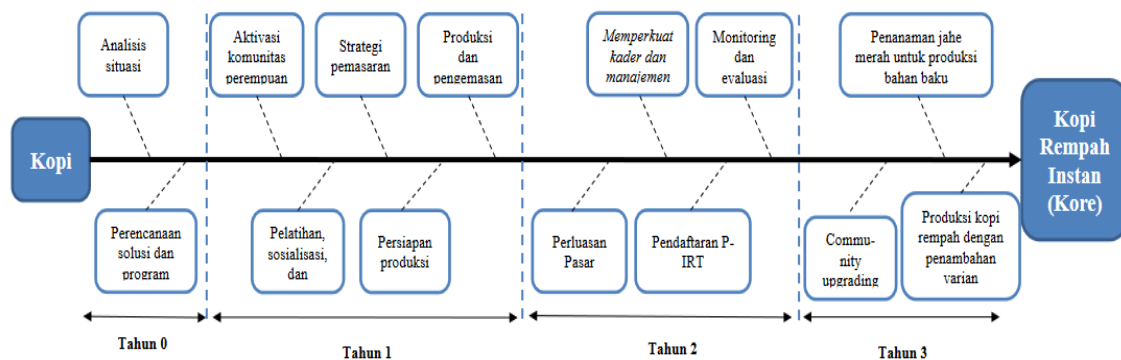 Analisis
situasi
Aktivasi
komunitas
perempuan
Strategi
pemasaran
Produksi
dan
pengemasan
Memperkuat
kader dan
manajemen
Monitoring
dan
evaluasi
Penanaman jahe
merah untuk produksi
bahan baku
Kopi
Kopi
Rempah
Instan
(Kore)
Perencanaan
solusi dan
program
Pelatihan,
sosialisasi,
dan
Persiapan
produksi
Perluasan
Pasar
Pendaftaran P-
IRT
Commu-
nity
upgrading
Produksi kopi
rempah dengan
penambahan
varian
Tahun 0
Tahun 1
Tahun 2
Tahun 3